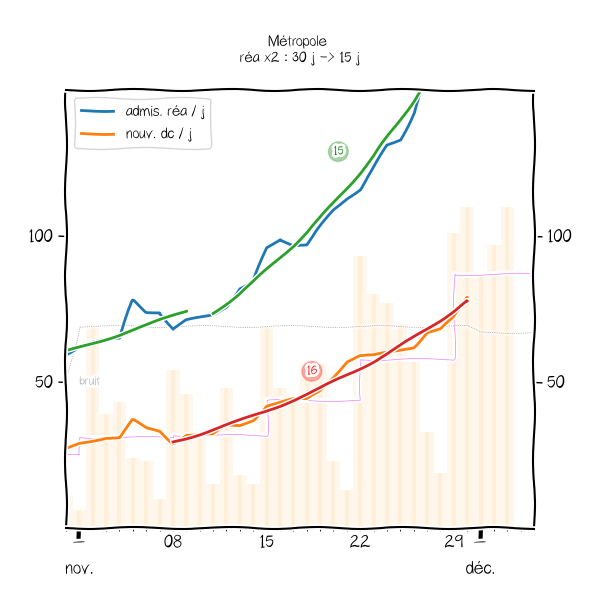 Métropole
réa x2 : 30 j -> 15 j
admis. réa / j
nouv. dc / j
15
100
100
16
50
50
bruit
08
15
22
29
nov.
déc.